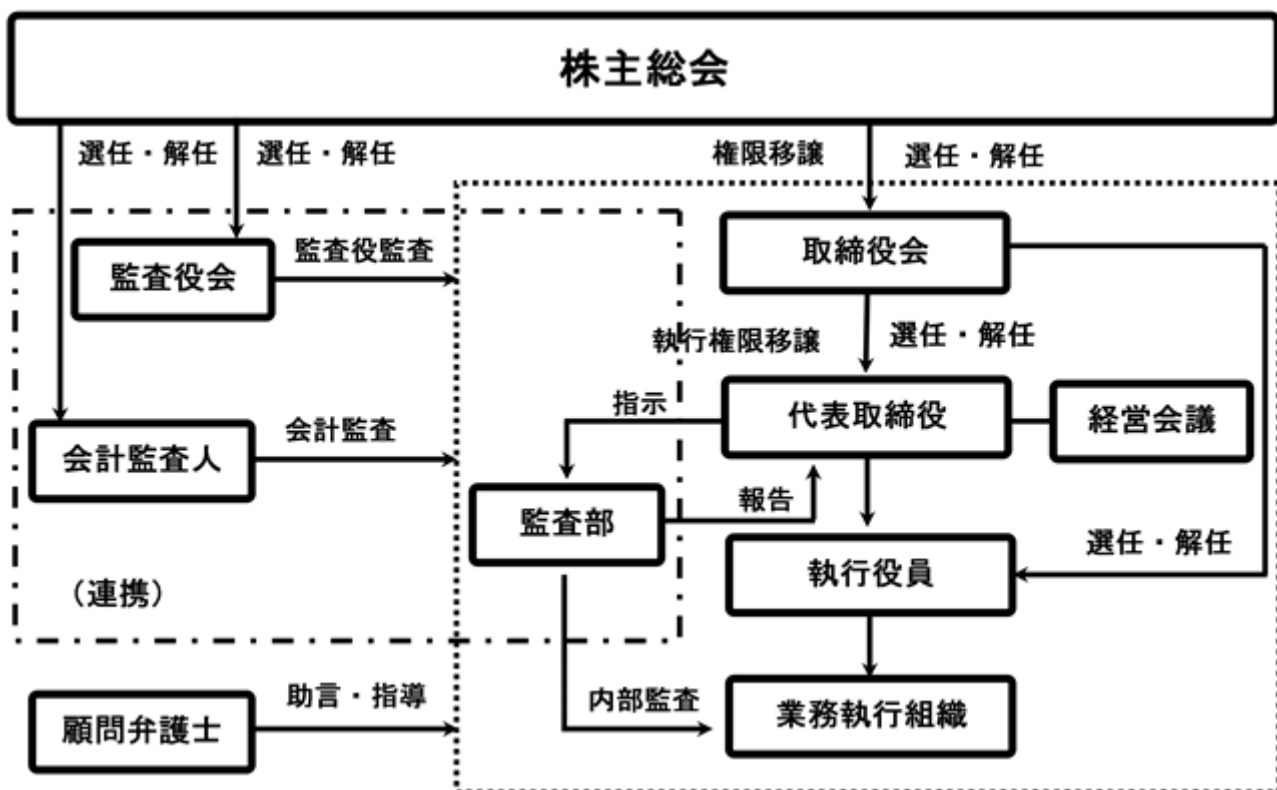 株主総会
選任・解任
選任・解任
権限移譲
選任・解任
取締役会
監査役会
監査役監査
執行権限移譲
選任・解任
指示
代表取締役
経営会議
会計監査人
会計監査
監査部
報告
選任・解任
執行役員
（連携）
顧問弁護士
助言・指導
内部監査
業務執行組織